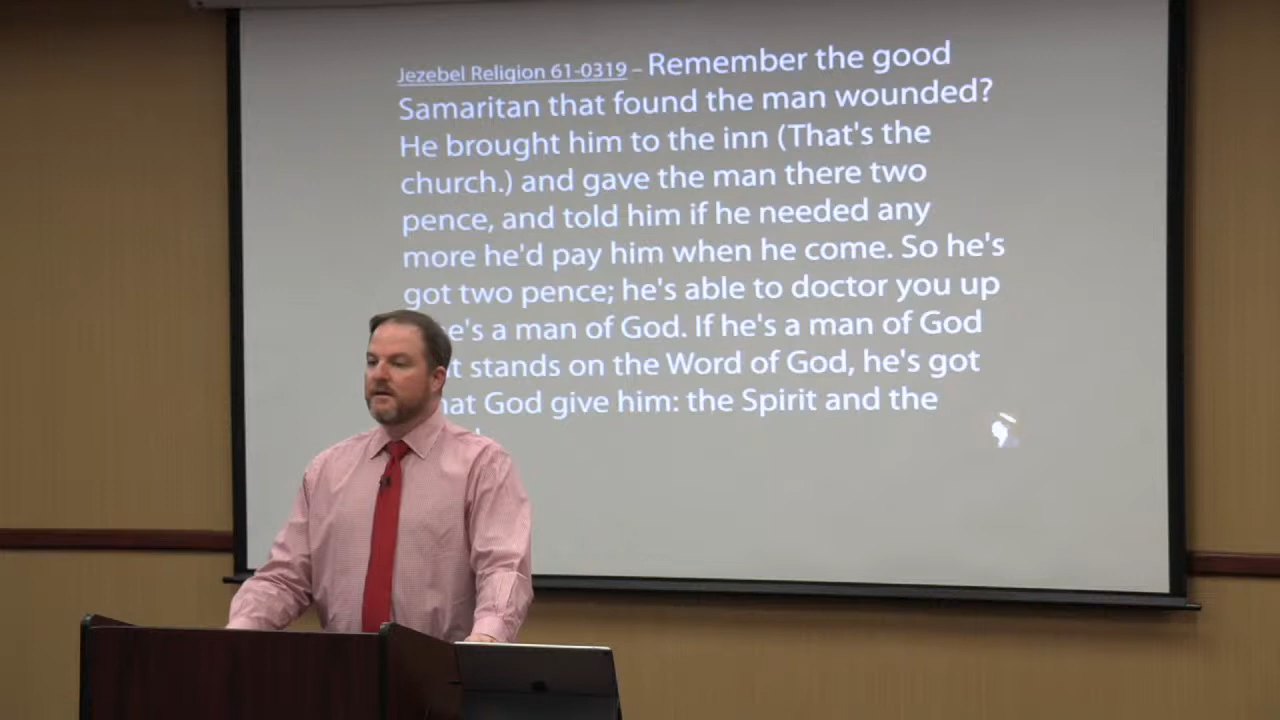 Jezebel Religion 61-0319 – Remember the good
Samaritan that found the man wounded?
He brought him to the inn (That's the
church.) and gave the man there two
pence, and told him if he needed any
more he'd pay him when he come. So he's
got two pence; he's able to doctor you up
he's a man of God. If he's a man of God
stands on the Word of God, he's got
God give him: the Spirit and the